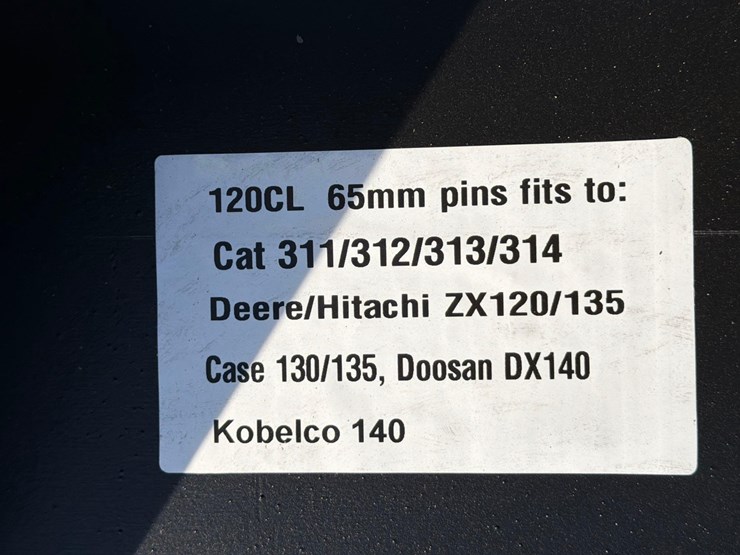 120CL 65mm pins fits to:
Cat 311/312/313/314
Deere/Hitachi ZX120/135
Case 130/135, Doosan DX140
Kobelco 140